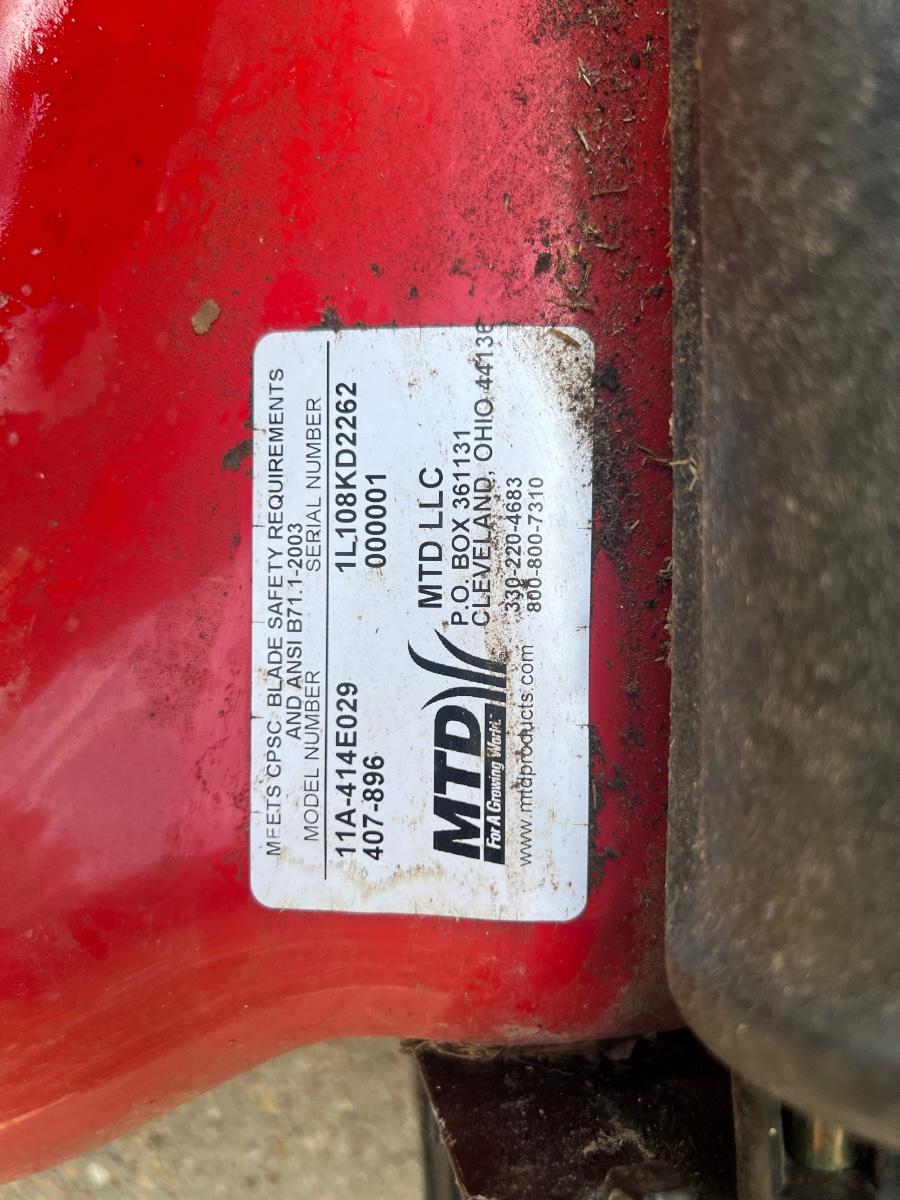 MEETS CPSC. BLADE SAFETY REQUIREMENTS
AND ANSI B71.1-2003
MODEL NUMBER SERIAL NUMBER
11A-414E029 1L108KD2262
407-896 000001
MTD
For A Growing World.™
www.mtdproducts.com
MTD LLC
P.O. BOX 361131
CLEVELAND, OHIO 44136
330-220-4683
800-800-7310